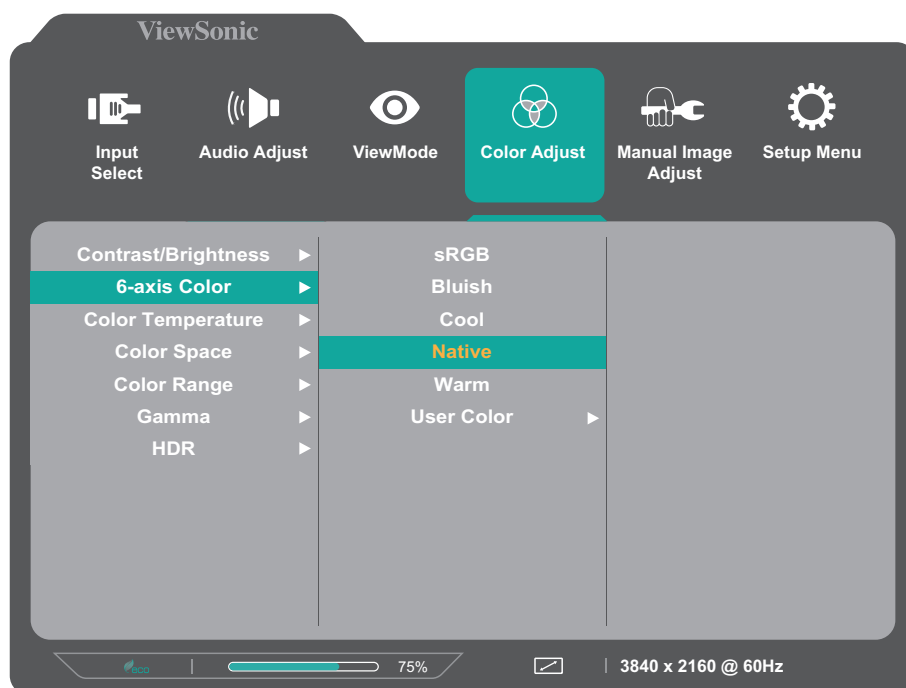 ViewSonic
Input Select
Audio Adjust
ViewMode
Color Adjust
Manual Image Adjust
Setup Menu
Contrast/Brightness
6-axis Color
Color Temperature
Color Space
Color Range
Gamma
HDR
sRGB
Bluish
Cool
Native
Warm
User Color
eco
75%
3840 x 2160 @ 60Hz